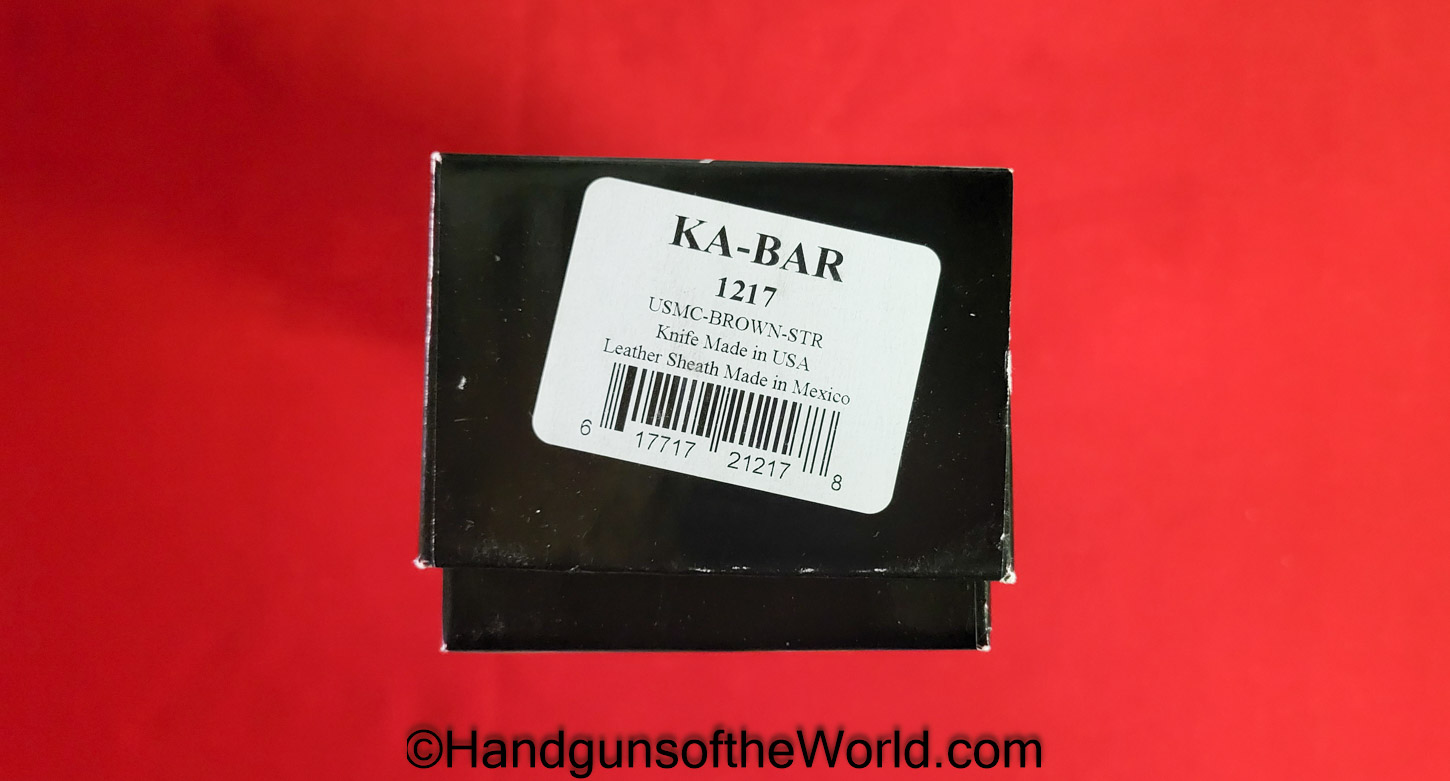 KA-BAR
1217
USMC-BROWN-STR
Knife Made in USA
Leather Sheath Made in Mexico
6 17717 21217 8
©HandgunsoftheWorld.com